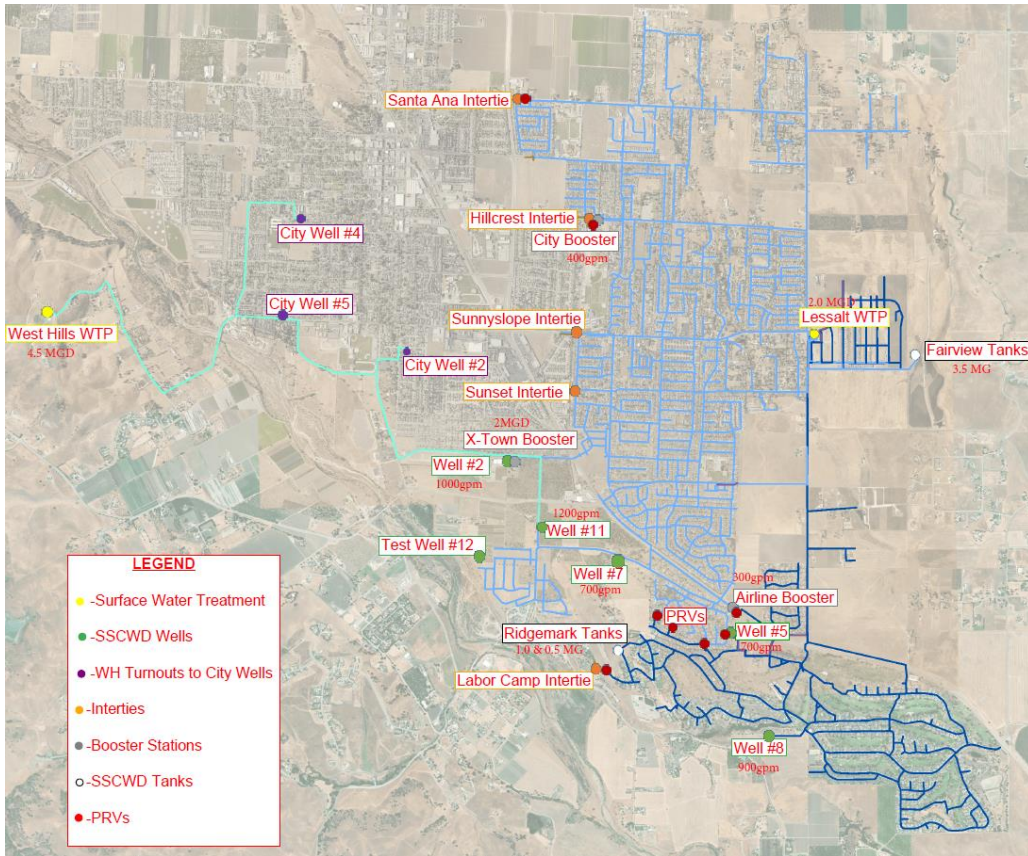 Santa Ana Intertie
City Well #4
Hillcrest Intertie
City Booster
400gpm
City Well #5
West Hills WTP
4.5 MGD
Sunnyslope Intertie
2.0 MGD
Lessalt WTP
City Well #2
Fairview Tanks
3.5 MG
Sunset Intertie
2MGD
X-Town Booster
Well #2
1000gpm
1200gpm
Well #11
Test Well #12
Well #7
700gpm
300gpm
Airline Booster
PRVs
Well #5
700gpm
Ridgemark Tanks
1.0 & 0.5 MG
Labor Camp Intertie
Well #8
900gpm
LEGEND
-Surface Water Treatment
-SSCWD Wells
-WH Turnouts to City Wells
-Interties
-Booster Stations
-SSCWD Tanks
-PRVs